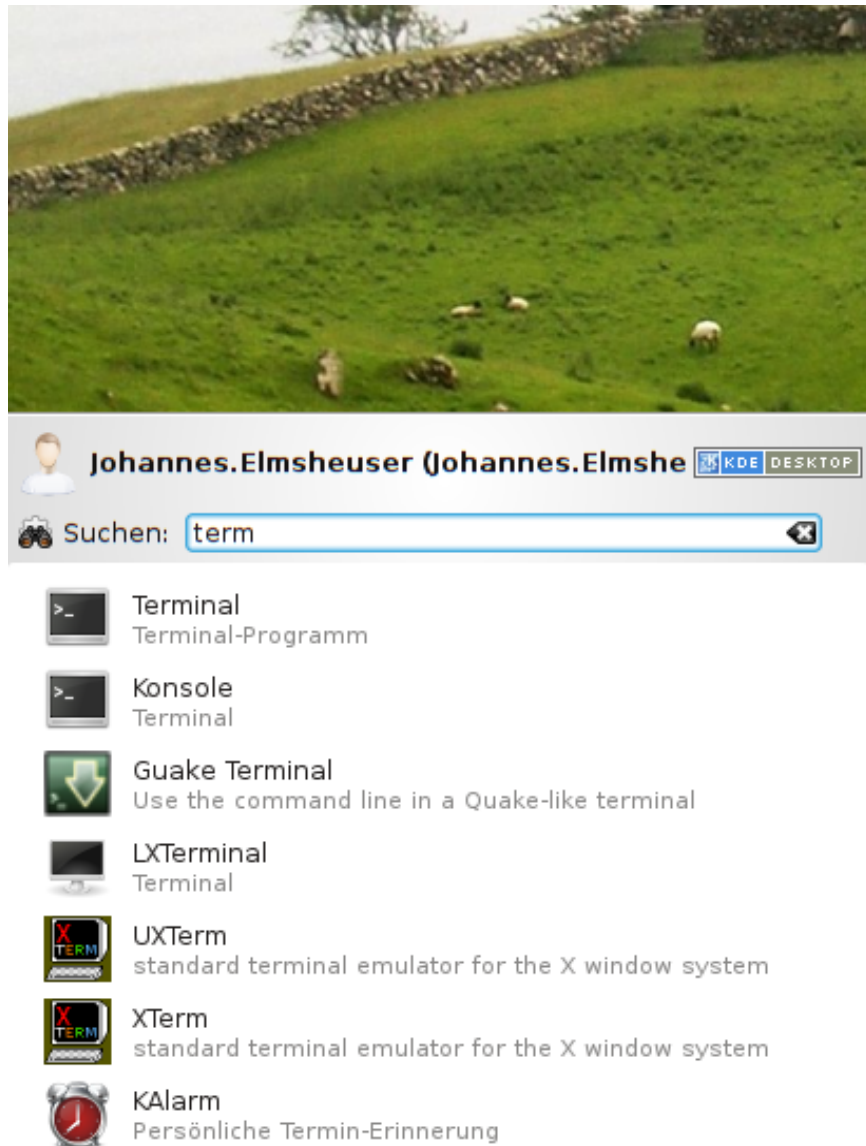 Johannes.Elmsheuser (Johannes.Elmshe KDE DESKTOP
Suchen: term
Terminal
Terminal-Programm
Konsole
Terminal
Guake Terminal
Use the command line in a Quake-like terminal
LXTerminal
Terminal
X TERM
UXTerm
standard terminal emulator for the X window system
X TERM
XTerm
standard terminal emulator for the X window system
KAlarm
Persönliche Termin-Erinnerung